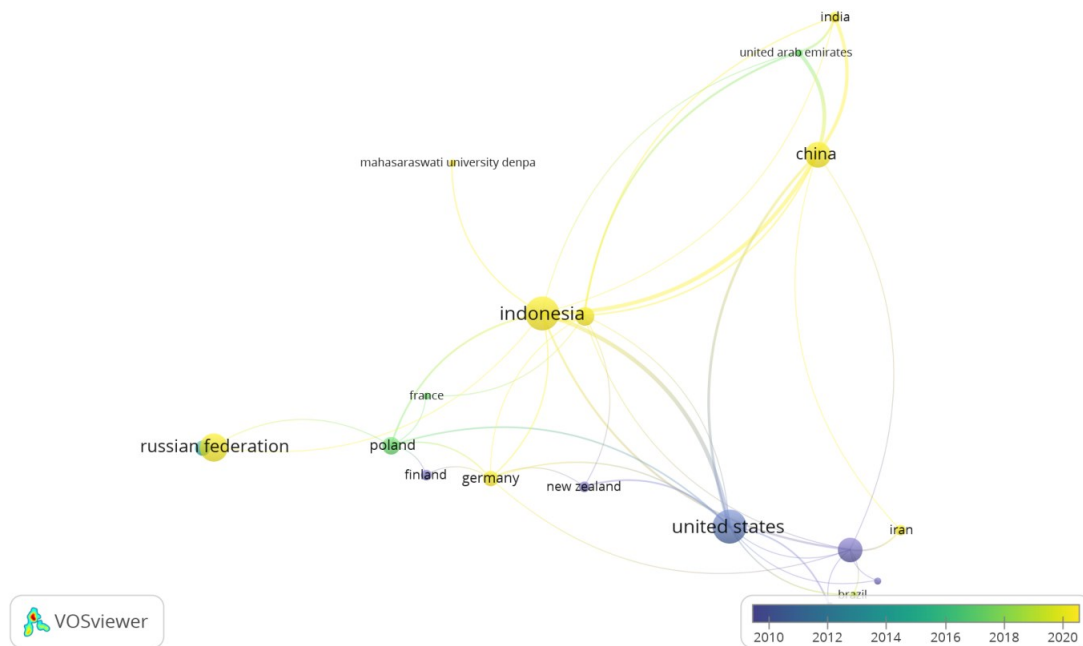 india
united arab emirates
china
mahasaraswati university denpa
indonesia
france
russian federation
poland
finland
germany
new zealand
united states
iran
brazil
VOSviewer
2010 2012 2014 2016 2018 2020